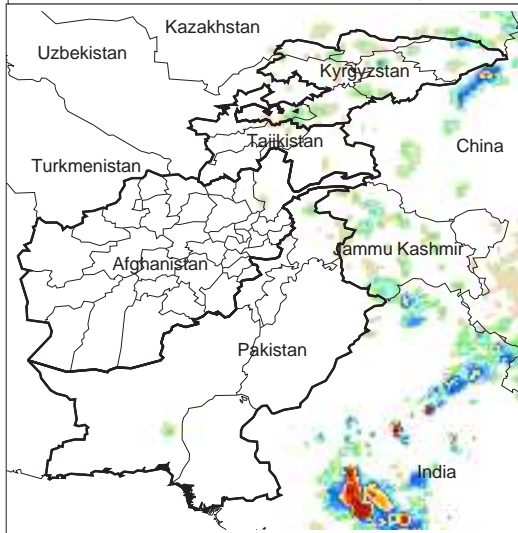 Kazakhstan
Uzbekistan
Kyrgyzstan
Tajikistan
China
Turkmenistan
Jammu Kashmir
Afghanistan
Pakistan
India